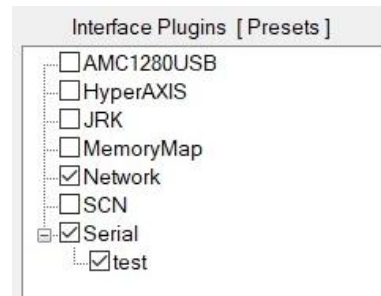 Interface Plugins [ Presets ]
AMC1280USB
HyperAXIS
JRK
MemoryMap
Network
SCN
Serial
test